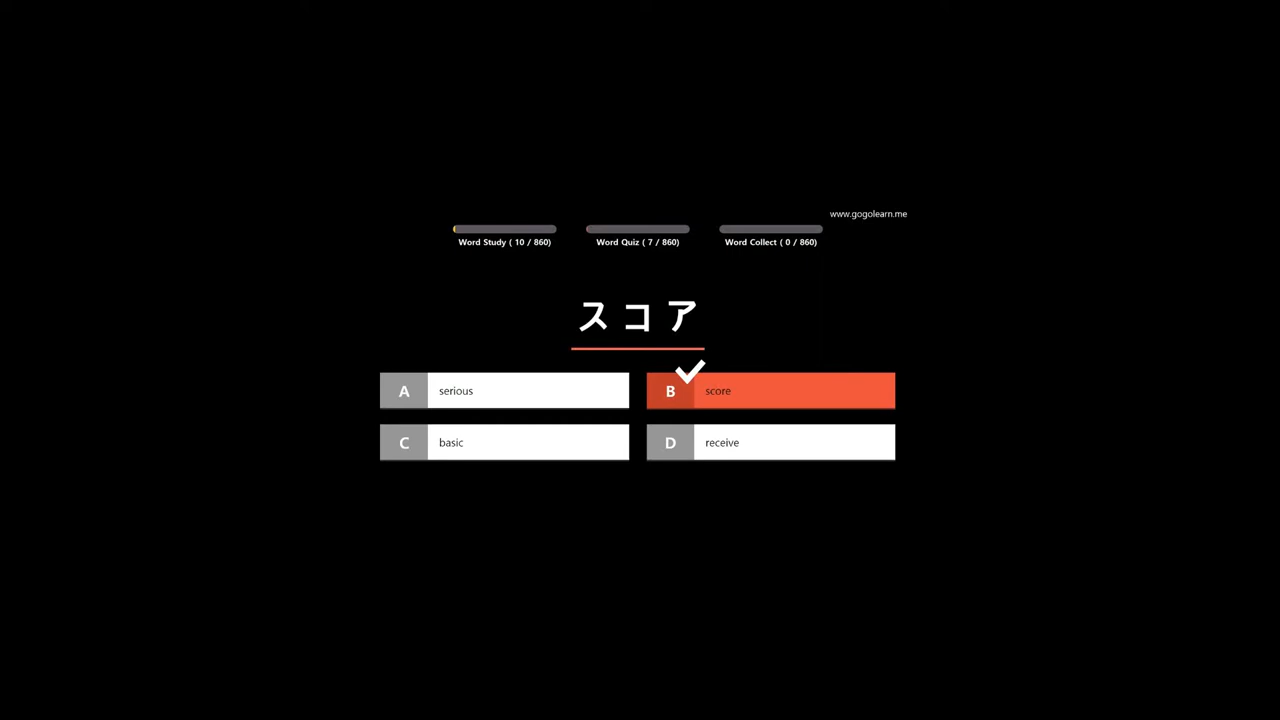 www.gogolearn.me
Word Study ( 10 / 860)
Word Quiz ( 7 / 860)
Word Collect ( 0 / 860)
スコア
A serious
B score
C basic
D receive